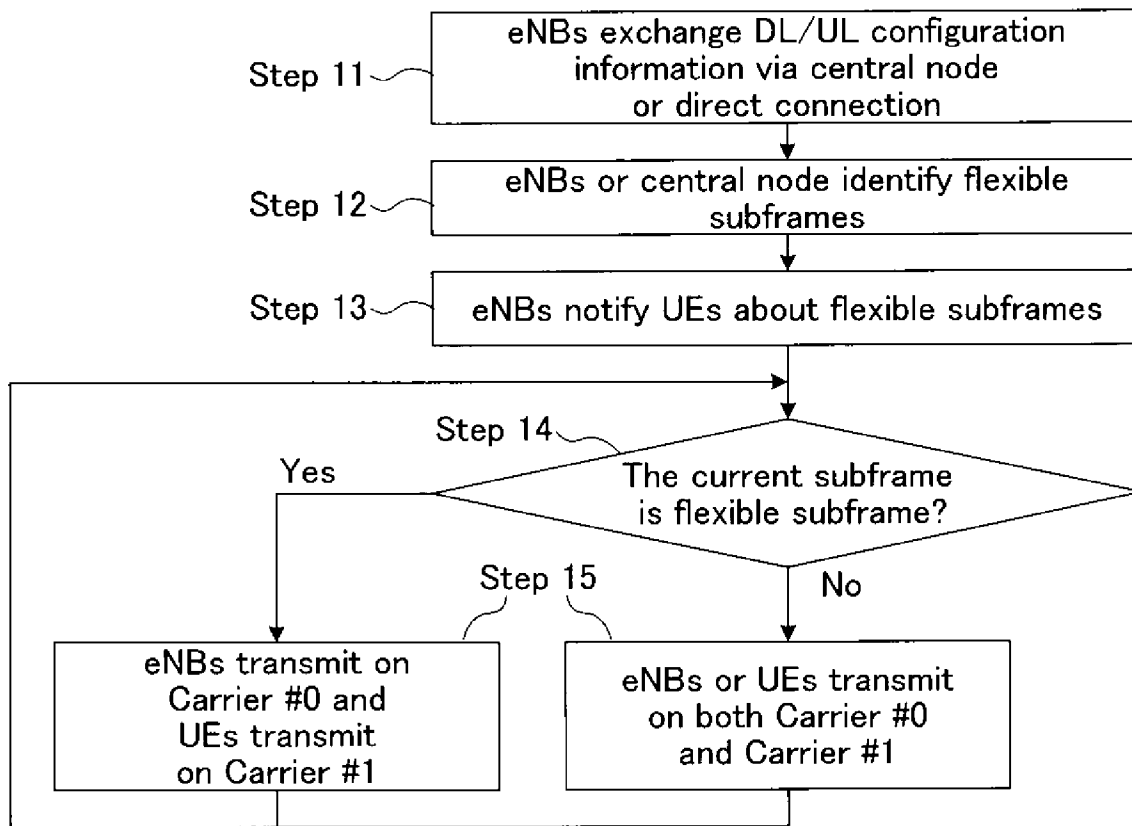 Step 11
eNBs exchange DL/UL configuration
information via central node
or direct connection
Step 12
eNBs or central node identify flexible
subframes
Step 13
eNBs notify UEs about flexible subframes
Step 14
Yes
The current subframe
is flexible subframe?
No
Step 15
eNBs transmit on
Carrier #0 and
UEs transmit
on Carrier #1
eNBs or UEs transmit
on both Carrier #0
and Carrier #1